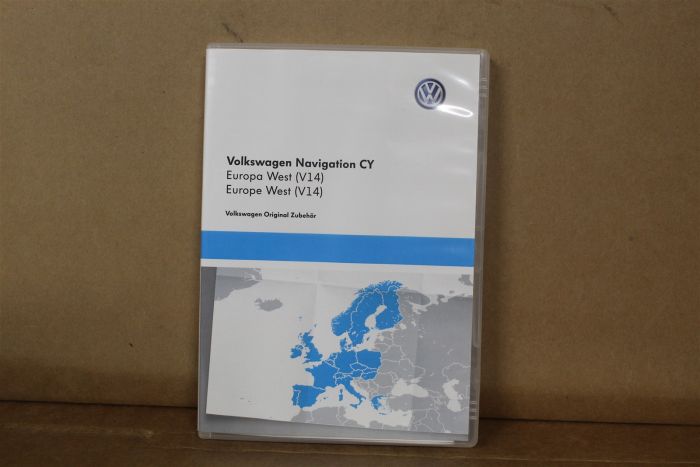 Volkswagen Navigation CY
Europa West (V14)
Europe West (V14)
Volkswagen Original Zubehör